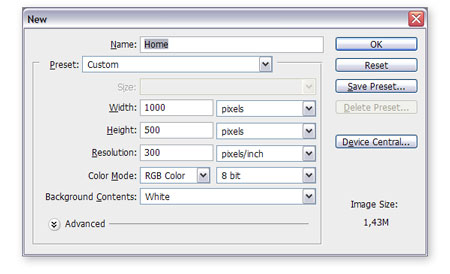 New
Name: Home OK
Preset: Custom Reset
Size: Save Preset...
Width: 1000 pixels Delete Preset...
Height: 500 pixels
Resolution: 300 pixels/inch Device Central...
Color Mode: RGB Color 8 bit
Background Contents: White Image Size:
Advanced 1,43M